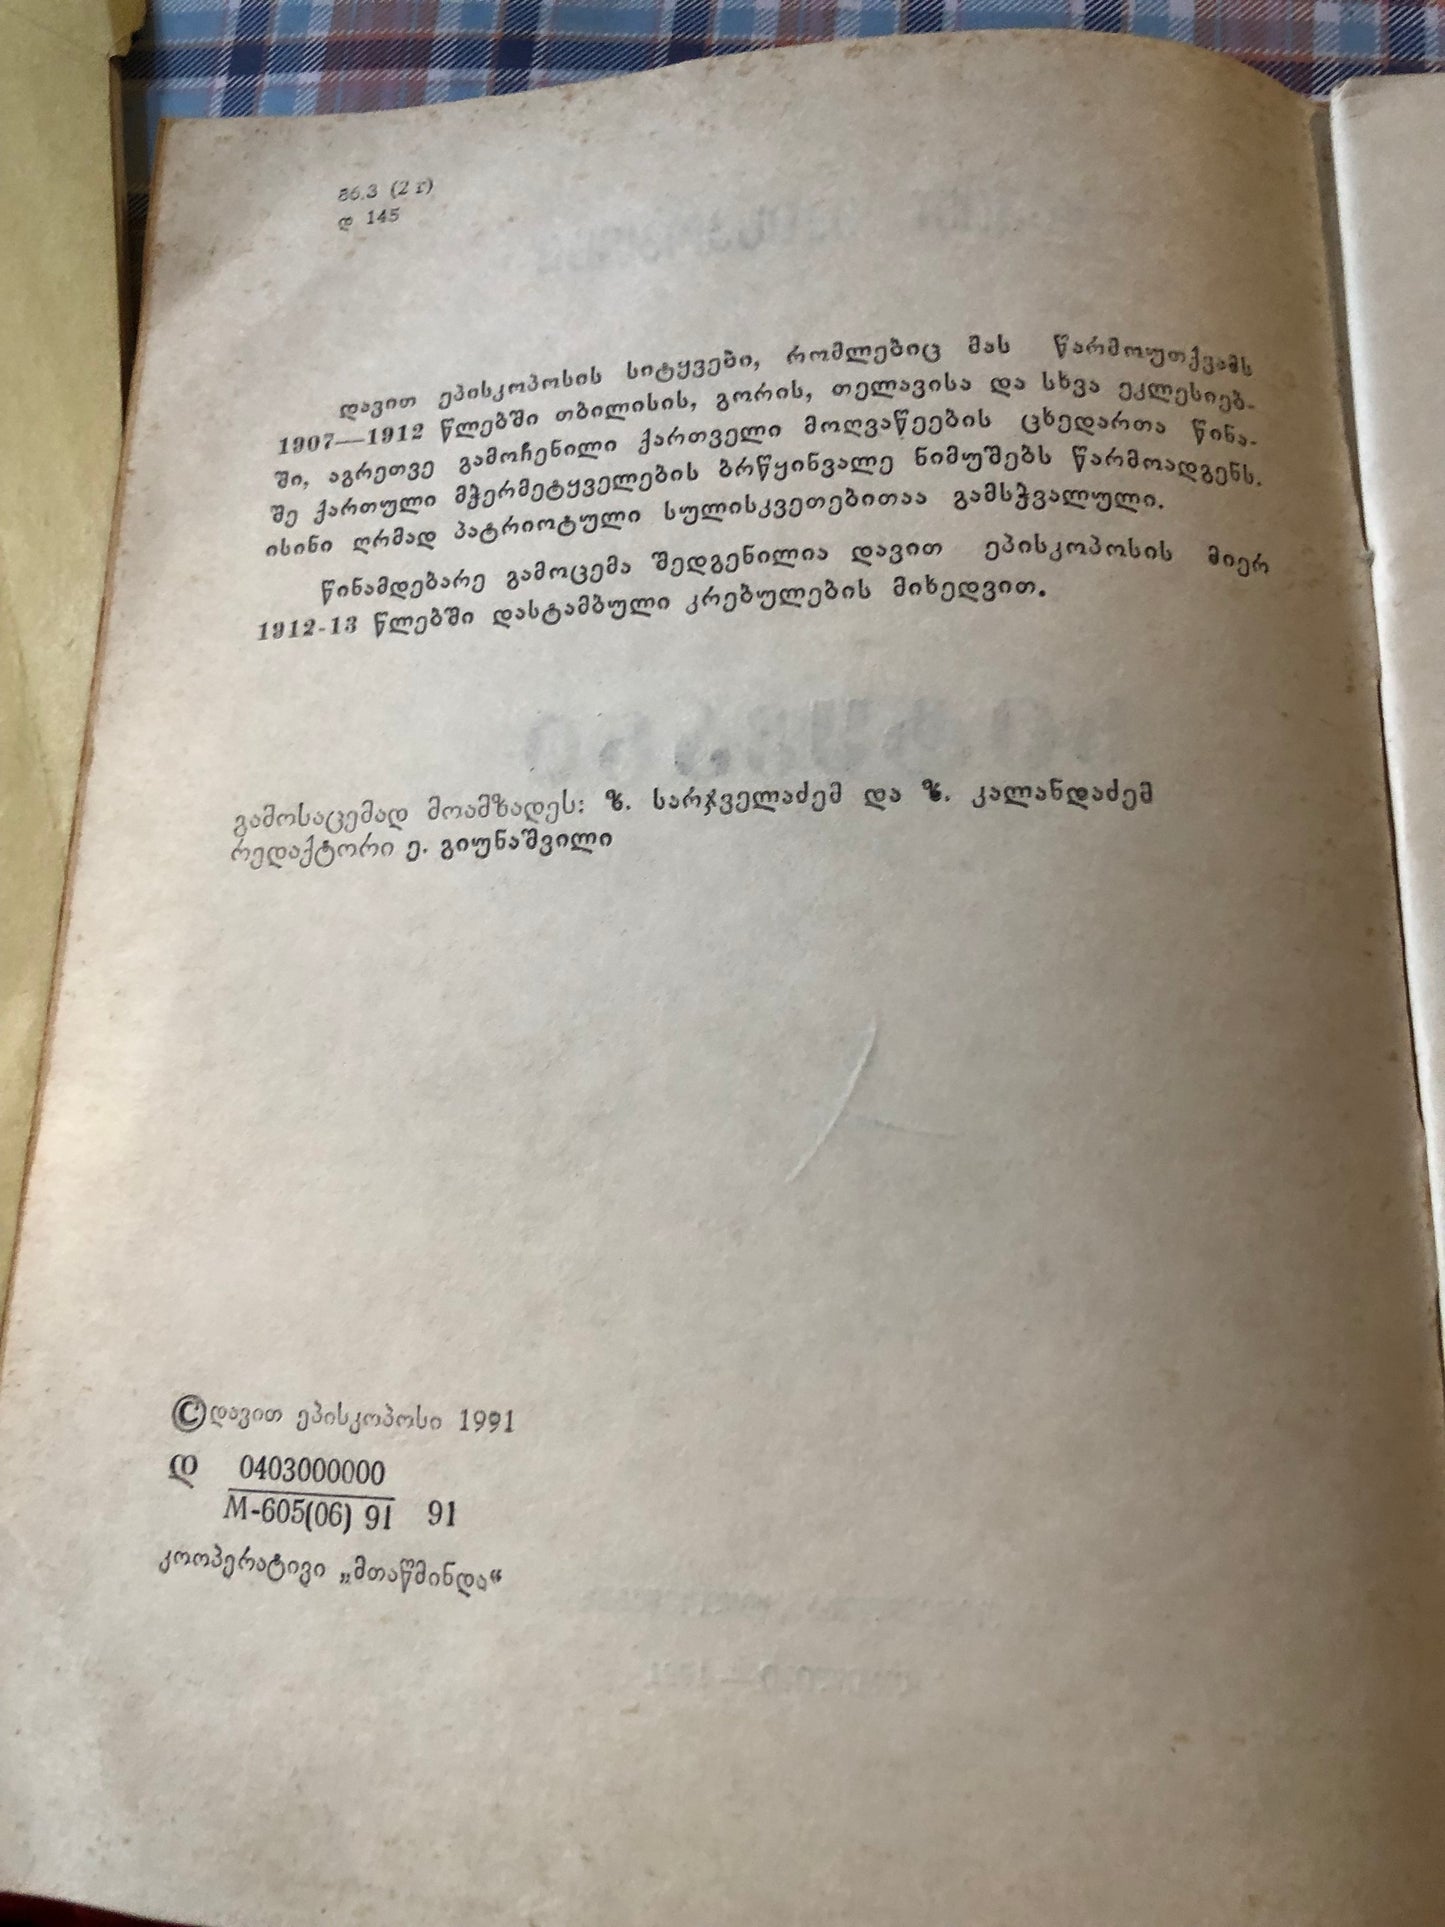 86.3 (2 г)
დ 145
დავით ეპისკოპოსის სიტყვები, რომლებიც მას წარმოუთქვამს
1907—1912 წლებში თბილისის, გორის, თელავისა და სხვა ეკლესიებ-
ში, აგრეთვე გამოჩენილი ქართველი მოღვაწეების ცხედართა წინა-
შე ქართული მჭერმეტყველების ბრწყინვალე ნიმუშებს წარმოადგენს.
ისინი ღრმად პატრიოტული სულისკვეთებითაა გამსჭვალული.
წინამდებარე გამოცემა შედგენილია დავით ეპისკოპოსის მიერ
1912-13 წლებში დასტამბული კრებულების მიხედვით.
გამოსაცემად მოამზადეს: ზ. სარჯველაძემ და ზ. კალანდაძემ
რედაქტორი ე. გიუნაშვილი
© დავით ეპისკოპოსი 1991
დ 0403000000
М-605(06) 91 91
კოოპერატივი „მთაწმინდა“